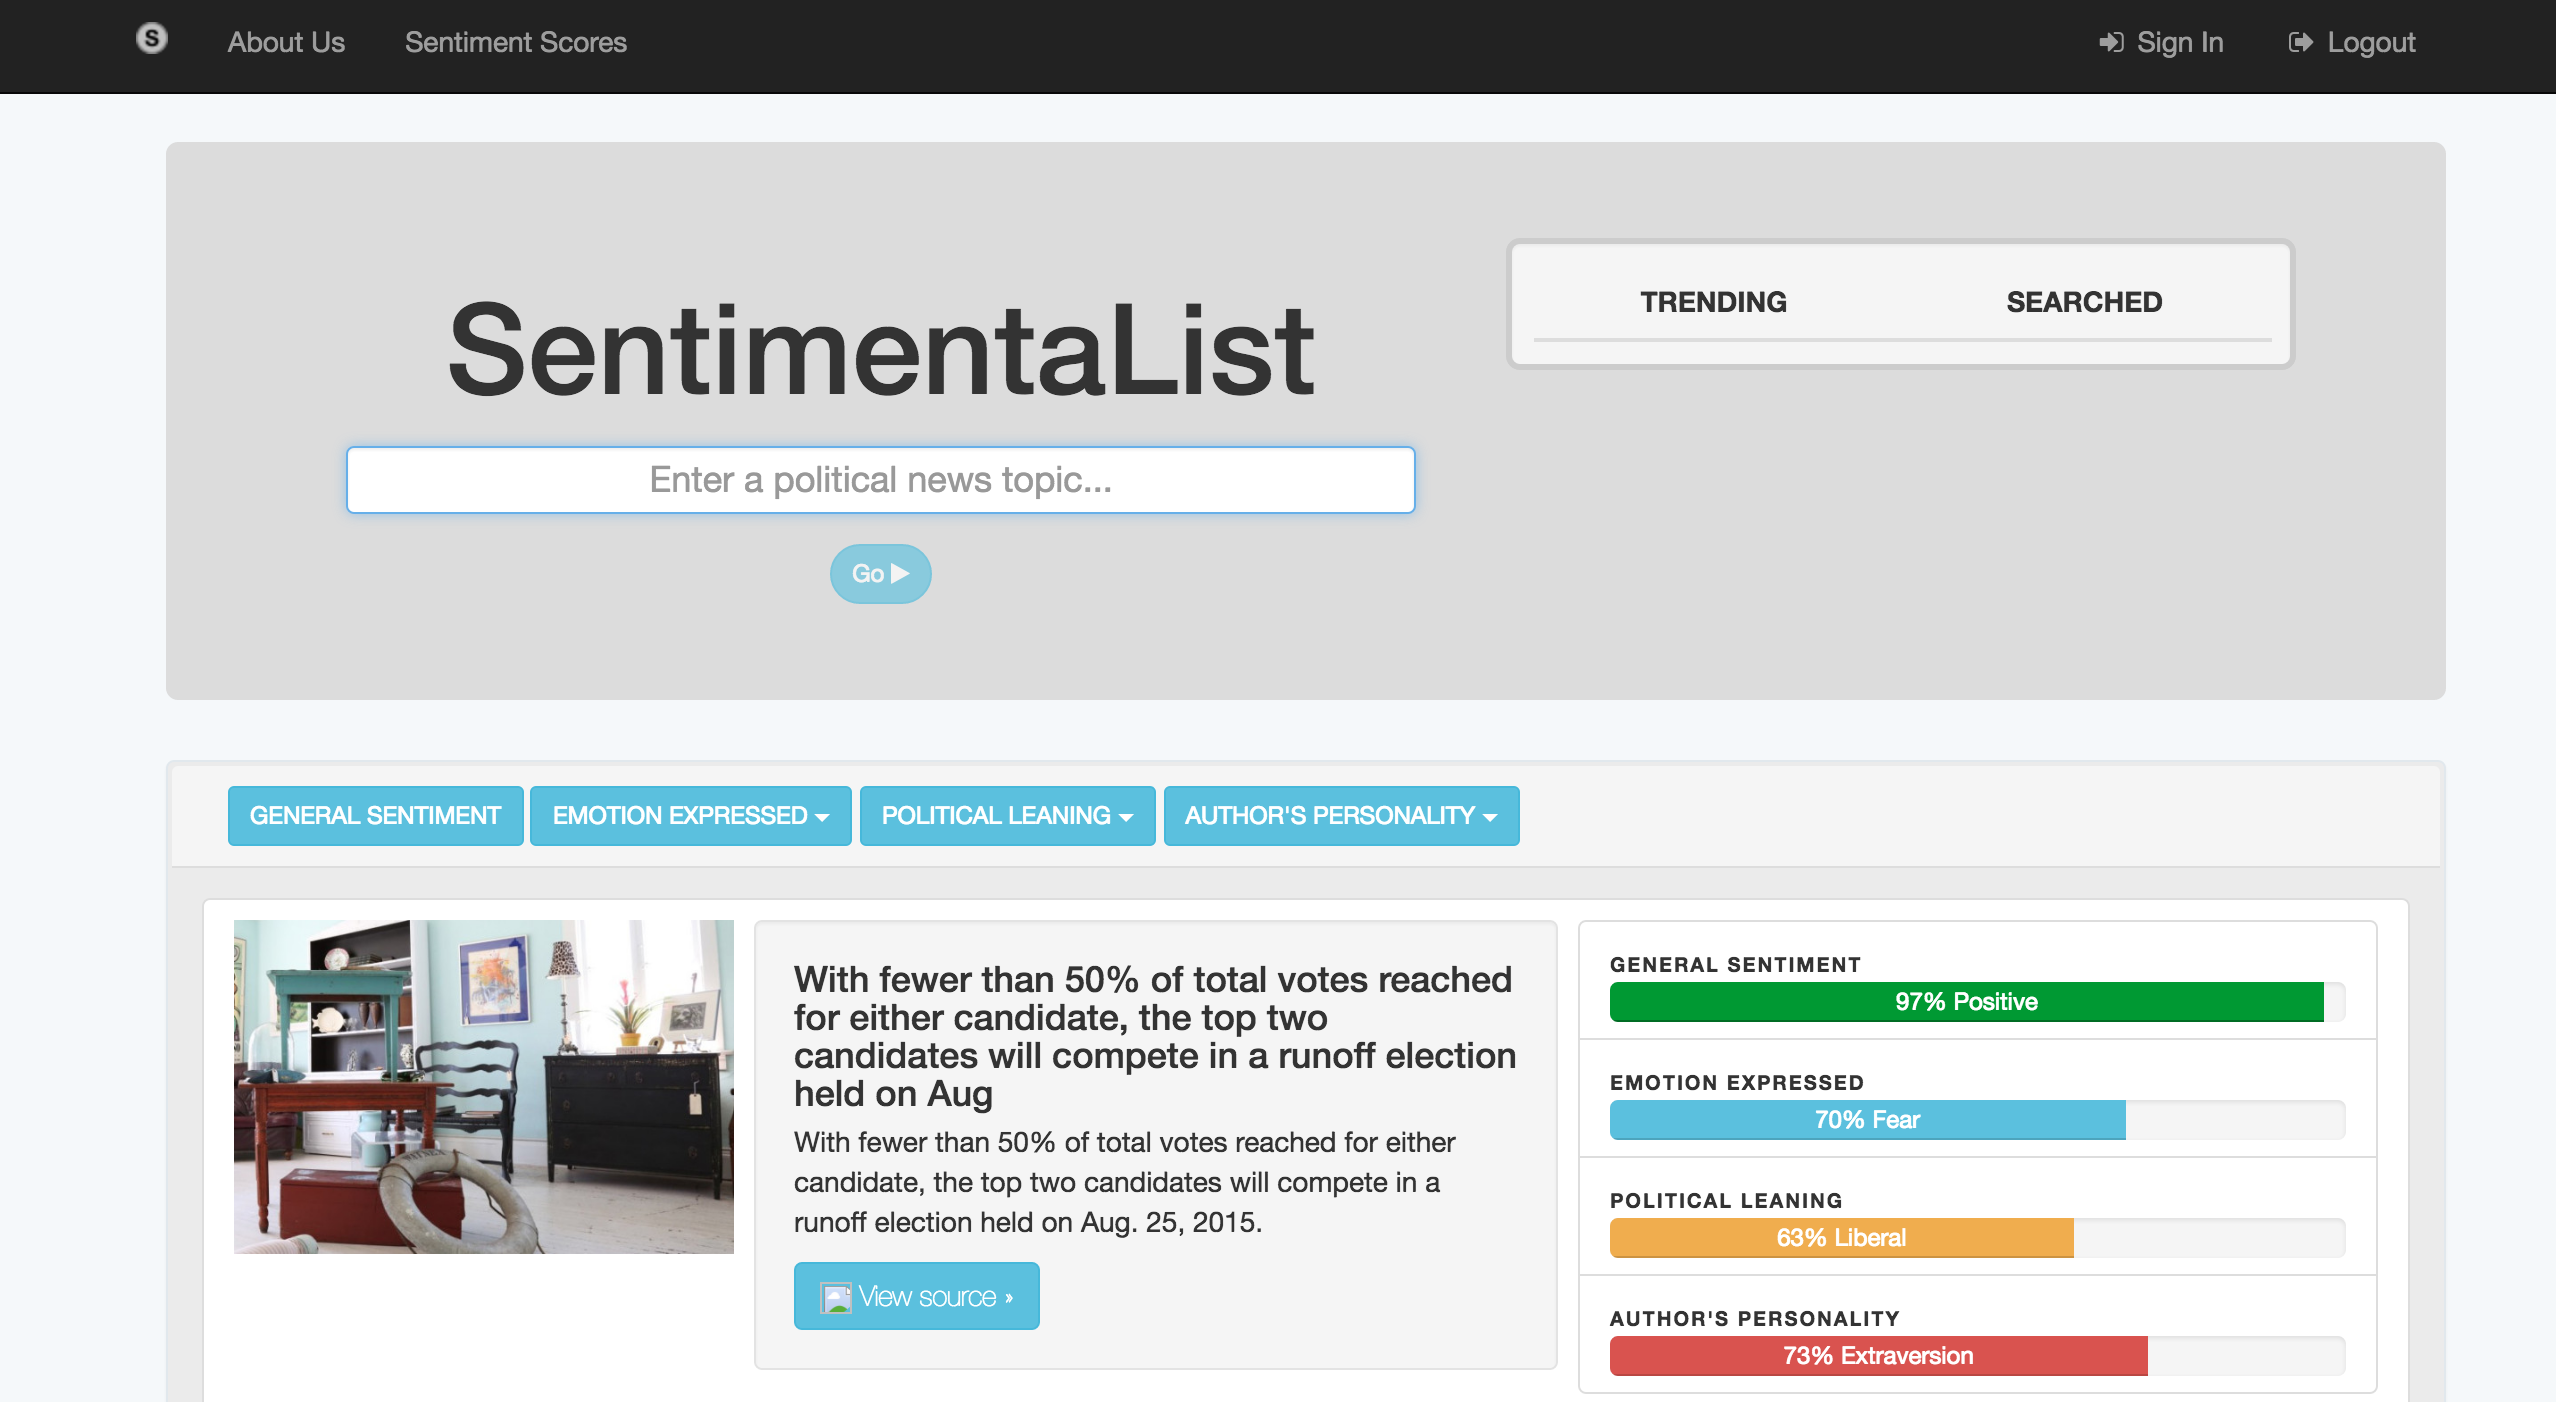 S
About Us
Sentiment Scores
Sign In
Logout
SentimentaList
Enter a political news topic...
Go
TRENDING
SEARCHED
GENERAL SENTIMENT
EMOTION EXPRESSED
POLITICAL LEANING
AUTHOR'S PERSONALITY
With fewer than 50% of total votes reached
for either candidate, the top two
candidates will compete in a runoff election
held on Aug
With fewer than 50% of total votes reached for either
candidate, the top two candidates will compete in a
runoff election held on Aug. 25, 2015.
View source »
GENERAL SENTIMENT
97% Positive
EMOTION EXPRESSED
70% Fear
POLITICAL LEANING
63% Liberal
AUTHOR'S PERSONALITY
73% Extraversion